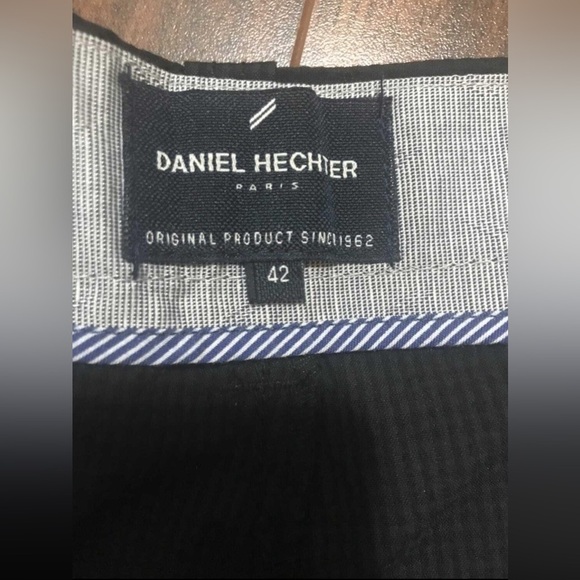 DANIEL HECHTER
PARIS
ORIGINAL PRODUCT SINCE 1962
42